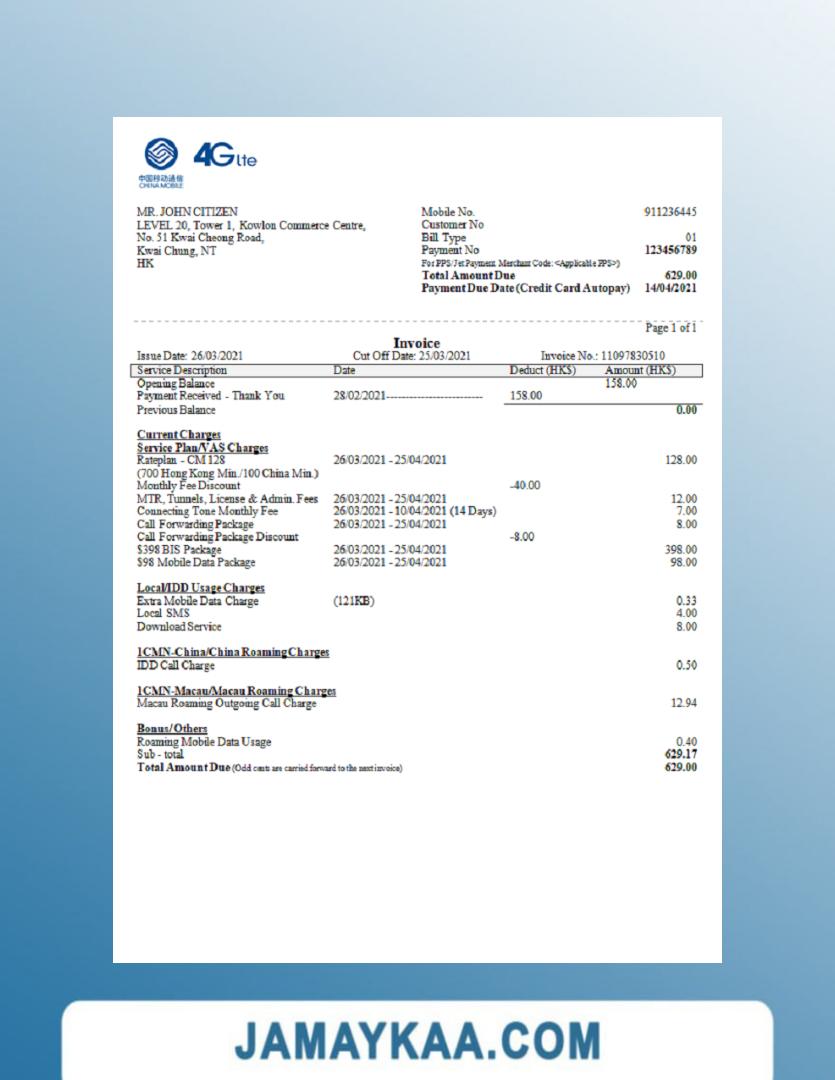 4G lte
中国移动通信
CHINA MOBILE
MR. JOHN CITIZEN
LEVEL 20, Tower 1, Kowlon Commerce Centre,
No. 51 Kwai Cheong Road,
Kwai Chung, NT
HK
Mobile No. 911236445
Customer No
Bill Type 01
Payment No 123456789
For PPS/Jet Payment Merchant Code: <Applicable PPS>)
Total Amount Due 629.00
Payment Due Date (Credit Card Autopay) 14/04/2021
Page 1 of 1
Invoice
Issue Date: 26/03/2021 Cut Off Date: 25/03/2021 Invoice No.: 11097830510
Service Description Date Deduct (HK$) Amount (HK$)
Opening Balance 158.00
Payment Received - Thank You 28/02/2021------------------------- 158.00
Previous Balance 0.00
Current Charges
Service Plan/VAS Charges
Rateplan - CM 128 26/03/2021 - 25/04/2021 128.00
(700 Hong Kong Min./100 China Min.)
Monthly Fee Discount -40.00
MTR, Tunnels, License & Admin. Fees 26/03/2021 - 25/04/2021 12.00
Connecting Tone Monthly Fee 26/03/2021 - 10/04/2021 (14 Days) 7.00
Call Forwarding Package 26/03/2021 - 25/04/2021 8.00
Call Forwarding Package Discount -8.00
$398 BIS Package 26/03/2021 - 25/04/2021 398.00
$98 Mobile Data Package 26/03/2021 - 25/04/2021 98.00
Local/IDD Usage Charges
Extra Mobile Data Charge (121KB) 0.33
Local SMS 4.00
Download Service 8.00
1CMN-China/China Roaming Charges
IDD Call Charge 0.50
1CMN-Macau/Macau Roaming Charges
Macau Roaming Outgoing Call Charge 12.94
Bonus/Others
Roaming Mobile Data Usage 0.40
Sub - total 629.17
Total Amount Due (Odd cents are carried forward to the next invoice) 629.00
JAMAYKAA.COM